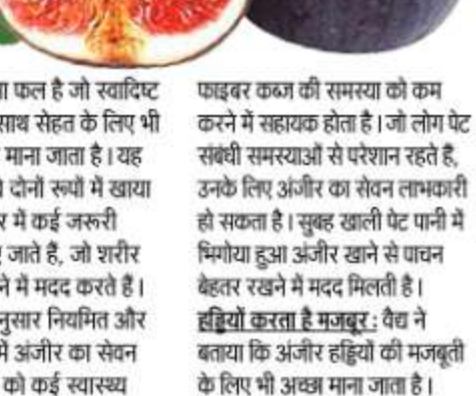 फल है जो स्वादिष्ट
साथ सेहत के लिए भी
माना जाता है। यह
दोनों रूपों में खाया
में कई जरूरी
जाते हैं, जो शरीर
में मदद करते हैं।
नियमित और
अंजीर का सेवन
को कई स्वास्थ्य
फाइबर कब्ज की समस्या को कम
करने में सहायक होता है। जो लोग पेट
संबंधी समस्याओं से परेशान रहते हैं,
उनके लिए अंजीर का सेवन लाभकारी
हो सकता है। सुबह खाली पेट पानी में
भिगोया हुआ अंजीर खाने से पाचन
बेहतर रखने में मदद मिलती है।
हड्डियों करता है मजबूर : वैद्य ने
बताया कि अंजीर हड्डियों की मजबूती
के लिए भी अच्छा माना जाता है।